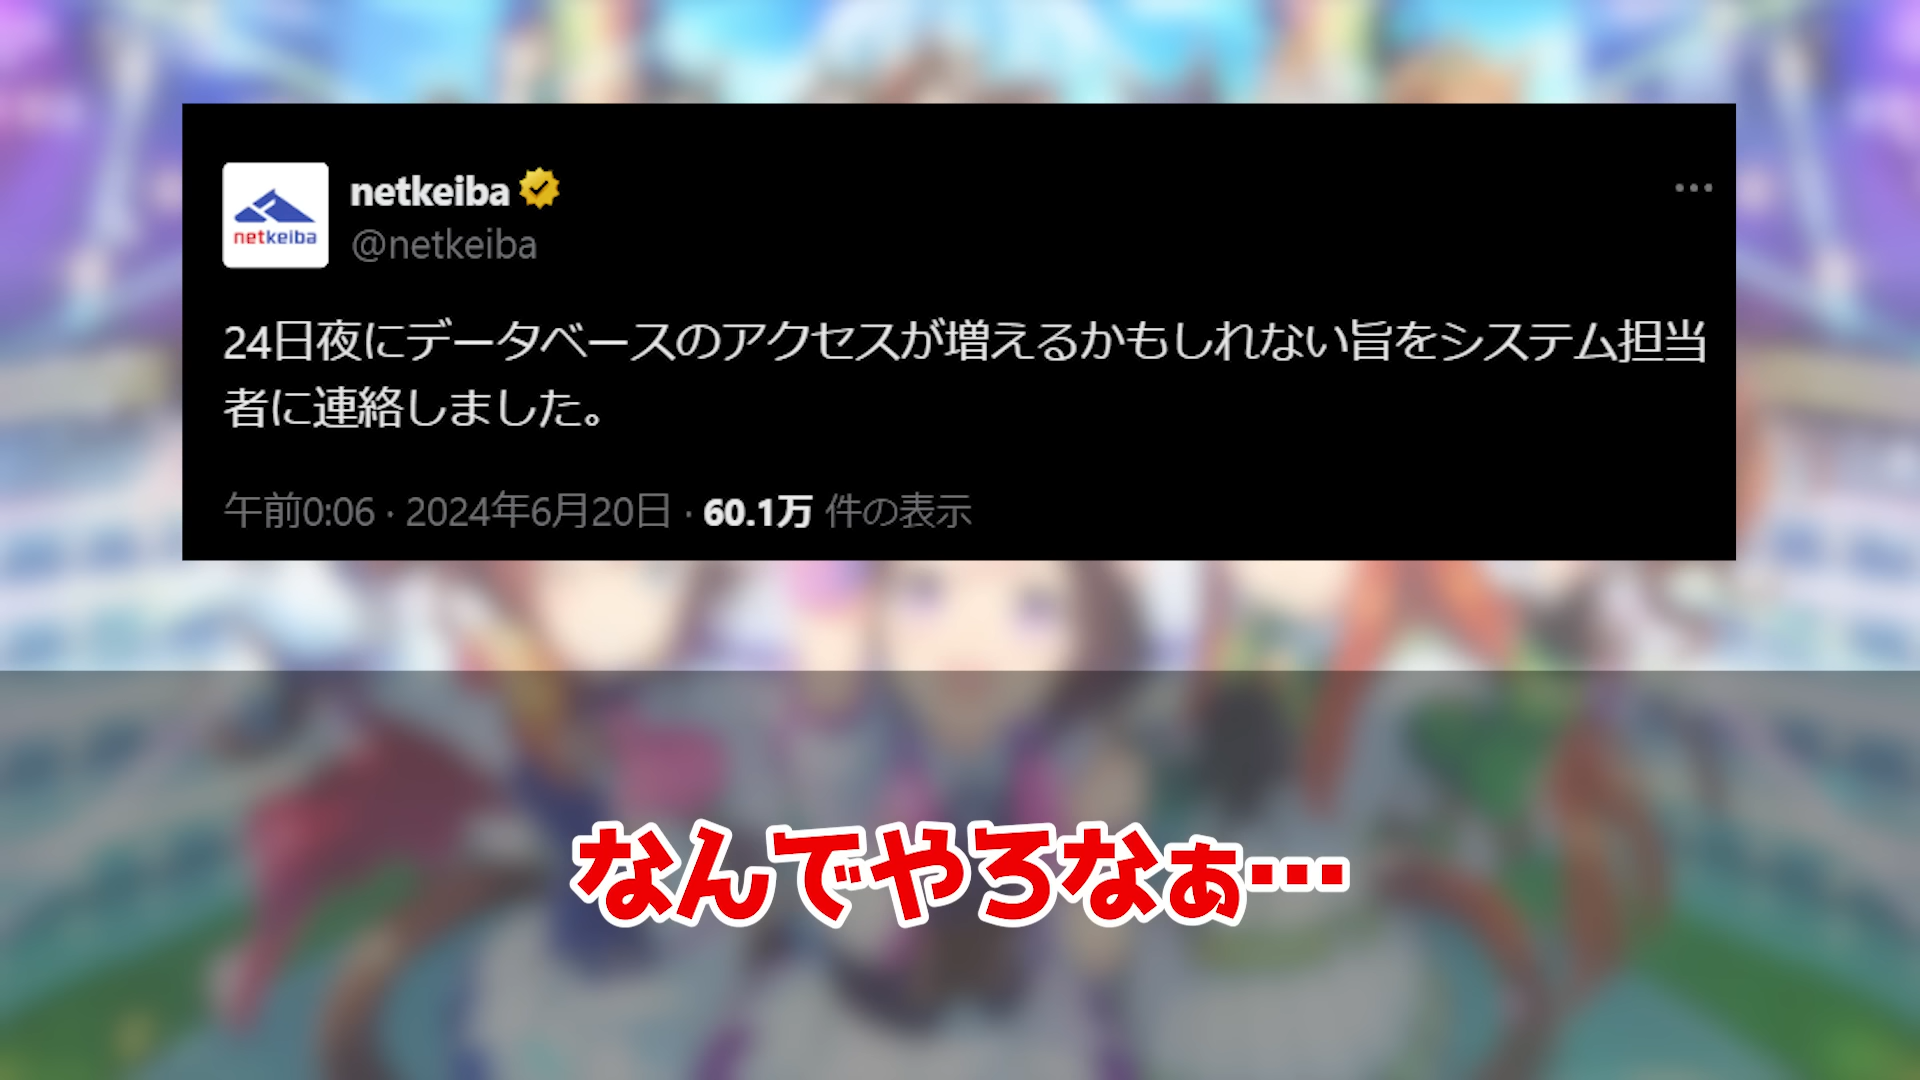 netkeiba
netkeiba
@netkeiba
24日夜にデータベースのアクセスが増えるかもしれない旨をシステム担当
者に連絡しました。
午前0:06 · 2024年6月20日 · 60.1万 件の表示
なんでやろなぁ…